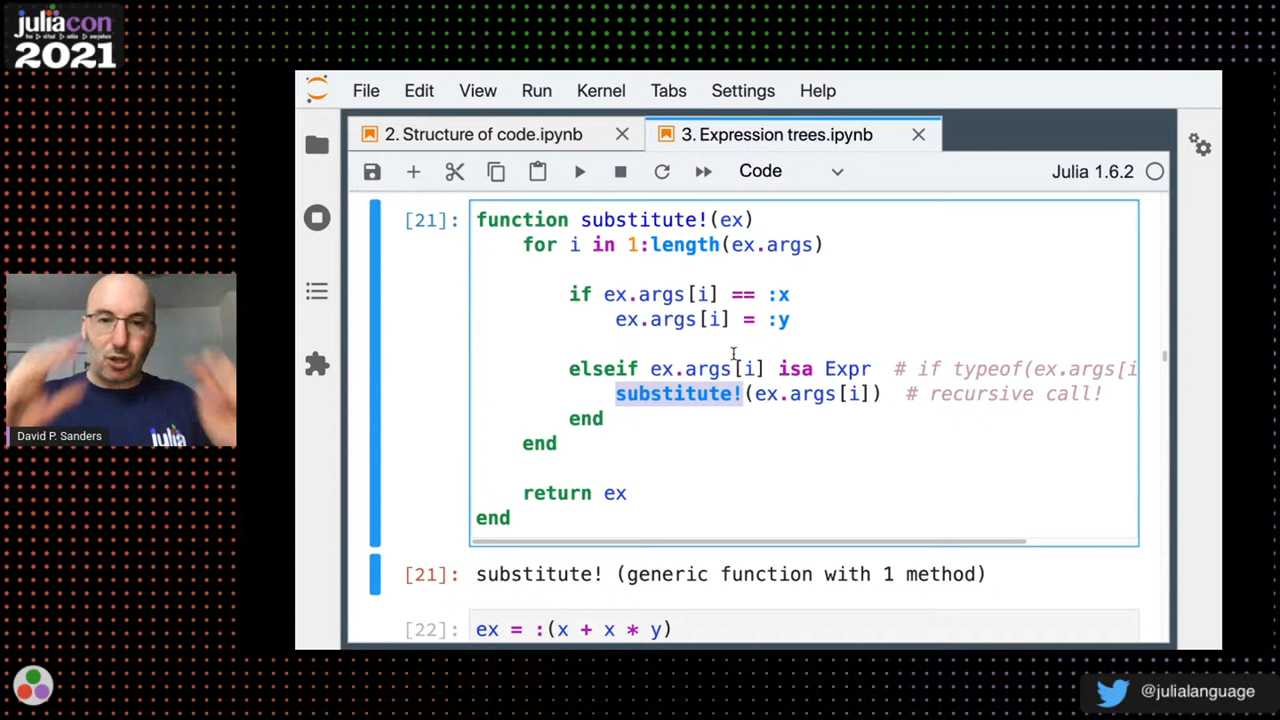 juliacon
2021
File Edit View Run Kernel Tabs Settings Help
2. Structure of code.ipynb
3. Expression trees.ipynb
Code
Julia 1.6.2
[21]:
function substitute!(ex)
for i in 1:length(ex.args)
if ex.args[i] == :x
ex.args[i] = :y
elseif ex.args[i] isa Expr # if typeof(ex.args[i
substitute!(ex.args[i]) # recursive call!
end
end
return ex
end
[21]: substitute! (generic function with 1 method)
[22]: ex = :(x + x * y)
David P. Sanders
julia
@julialanguage